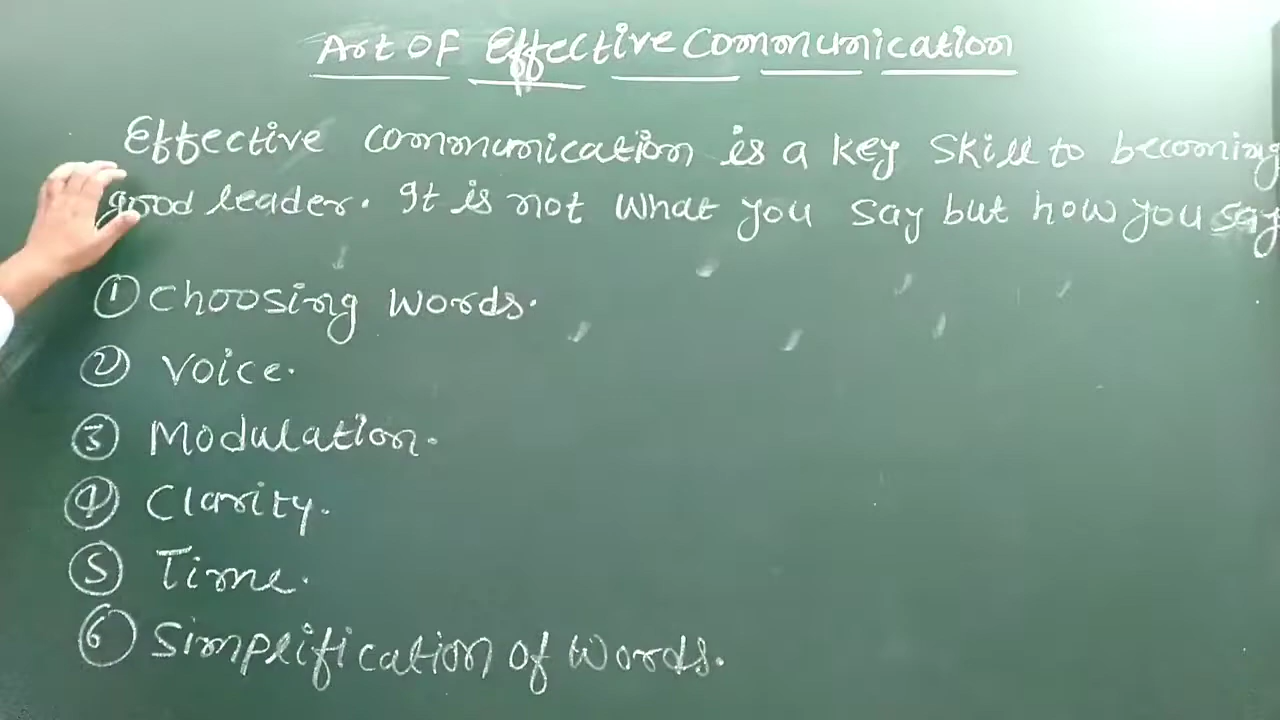 Art OF Effective Communication
Effective communication is a key skill to becoming
good leader. It is not what you say but how you say
① Choosing words.
② Voice.
③ Modulation.
④ Clarity.
⑤ Time.
⑥ Simplification of words.